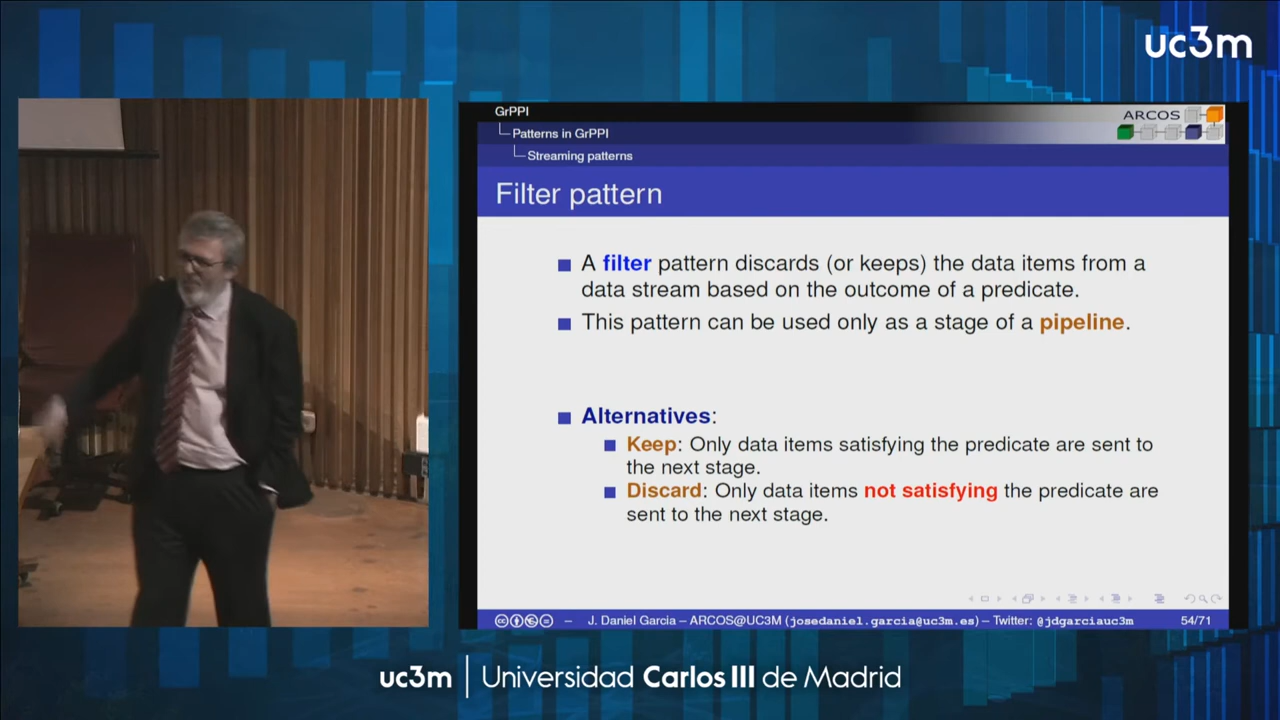 uc3m
GrPPI
Patterns in GrPPI
Streaming patterns
ARCOS
Filter pattern
A filter pattern discards (or keeps) the data items from a
data stream based on the outcome of a predicate.
This pattern can be used only as a stage of a pipeline.
Alternatives:
Keep: Only data items satisfying the predicate are sent to
the next stage.
Discard: Only data items not satisfying the predicate are
sent to the next stage.
– J. Daniel Garcia – ARCOS@UC3M (josedaniel.garcia@uc3m.es) – Twitter: @jdgarciauc3m 54/71
uc3m | Universidad Carlos III de Madrid